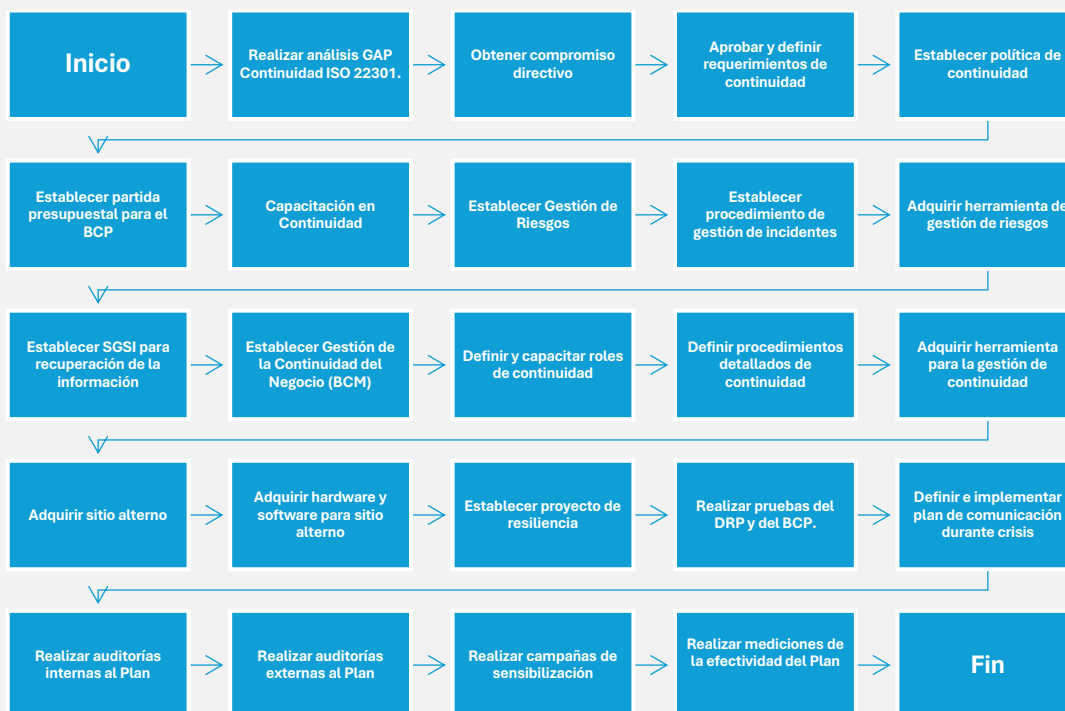 Inicio
Realizar análisis GAP
Continuidad ISO 22301.
Obtener compromiso
directivo
Aprobar y definir
requerimientos de
continuidad
Establecer política de
continuidad
Establecer partida
presupuestal para el
BCP
Capacitación en
Continuidad
Establecer Gestión de
Riesgos
Establecer
procedimiento de
gestión de incidentes
Adquirir herramienta de
gestión de riesgos
Establecer SGSI para
recuperación de la
información
Establecer Gestión de
la Continuidad del
Negocio (BCM)
Definir y capacitar roles
de continuidad
Definir procedimientos
detallados de
continuidad
Adquirir herramienta
para la gestión de
continuidad
Adquirir sitio alterno
Adquirir hardware y
software para sitio
alterno
Establecer proyecto de
resiliencia
Realizar pruebas del
DRP y del BCP.
Definir e implementar
plan de comunicación
durante crisis
Realizar auditorías
internas al Plan
Realizar auditorías
externas al Plan
Realizar campañas de
sensibilización
Realizar mediciones de
la efectividad del Plan
Fin